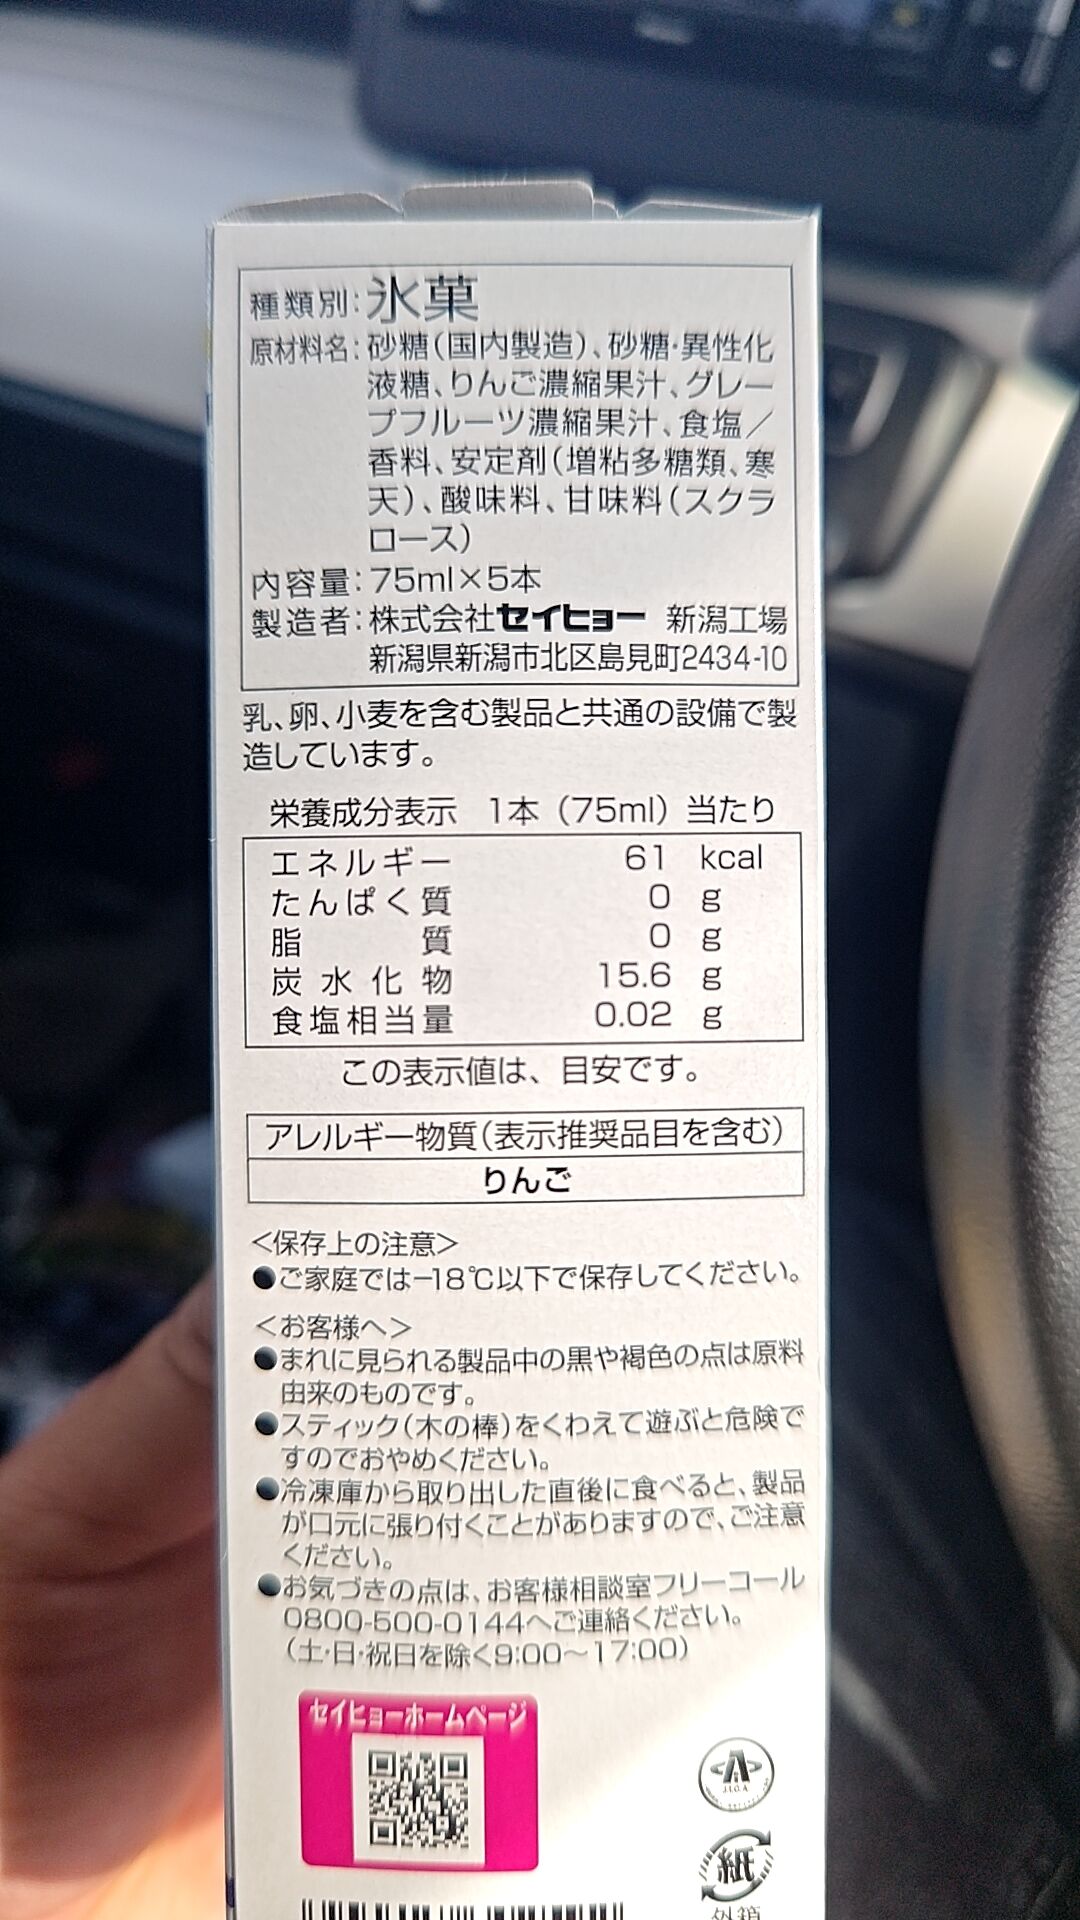 種類別:氷菓
原材料名:砂糖(国内製造)、砂糖・異性化
液糖、りんご濃縮果汁、グレー
プフルーツ濃縮果汁、食塩／
香料、安定剤(増粘多糖類、寒
天)、酸味料、甘味料(スクラ
ロース)
内容量:75ml×5本
製造者:株式会社セイヒョー 新潟工場
新潟県新潟市北区島見町2434-10
乳、卵、小麦を含む製品と共通の設備で製
造しています。
栄養成分表示 1本(75ml)当たり
エネルギー 61 kcal
たんぱく質 0 g
脂質 0 g
炭水化物 15.6 g
食塩相当量 0.02 g
この表示値は、目安です。
アレルギー物質(表示推奨品目を含む)
りんご
<保存上の注意>
●ご家庭では−18℃以下で保存してください。
<お客様へ>
●まれに見られる製品中の黒や褐色の点は原料
由来のものです。
●スティック(木の棒)をくわえて遊ぶと危険で
すのでおやめください。
●冷凍庫から取り出した直後に食べると、製品
が口元に張り付くことがありますので、ご注意
ください。
●お気づきの点は、お客様相談室フリーコール
0800-500-0144へご連絡ください。
(土・日・祝日を除く9:00〜17:00)
セイヒョーホームページ
A
紙
外箱